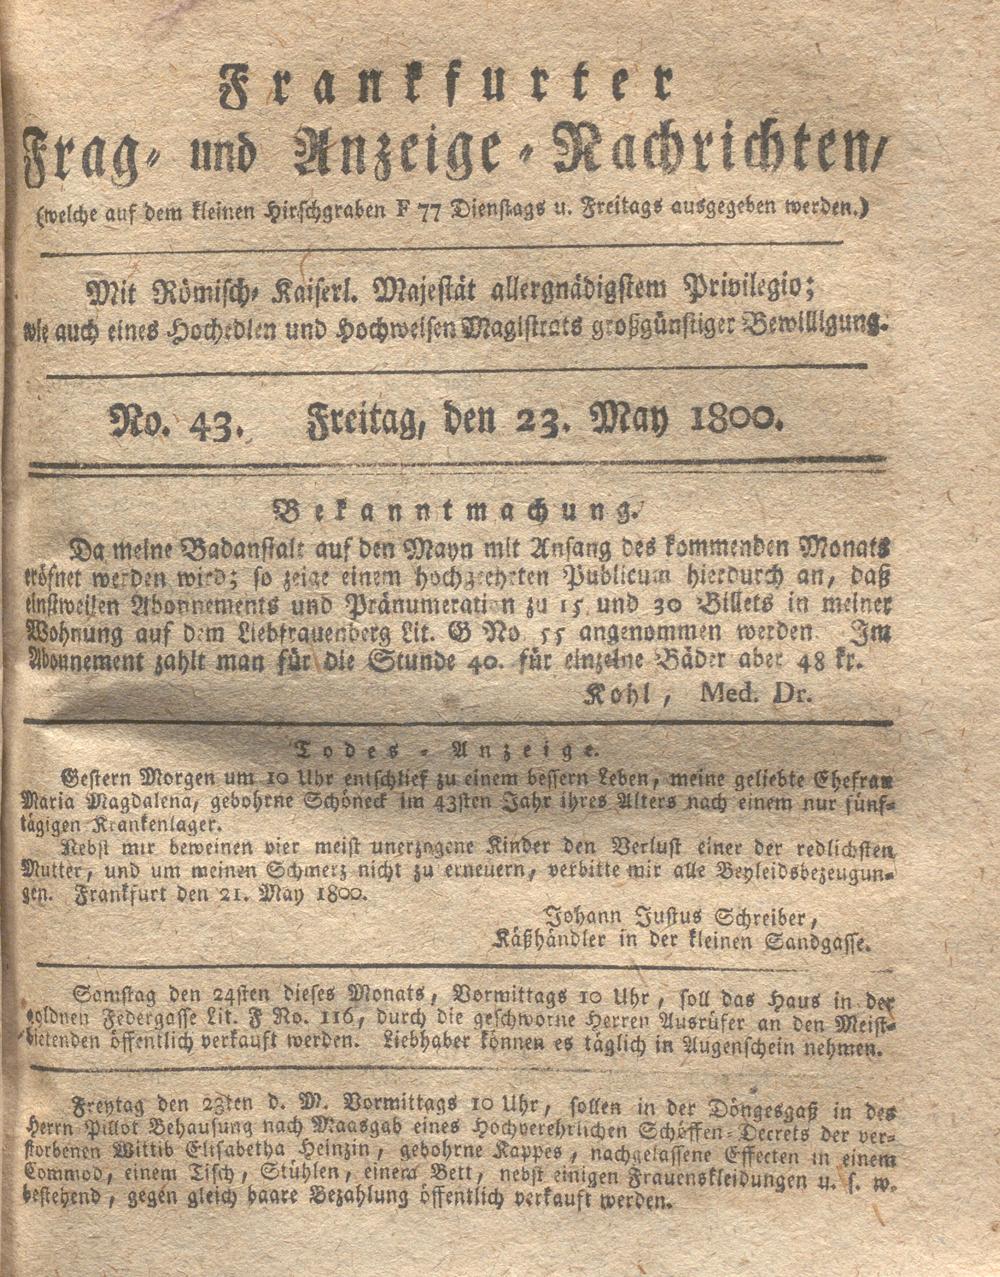 Frankfurter
Frag- und Anzeige-Nachrichten,
(welche auf dem kleinen Hirschgraben F 77 Dienstags u. Freitags ausgegeben werden.)
Mit Römisch- Kaiserl. Majestät allergnädigstem Privilegio;
wie auch eines Hochedlen und Hochweisen Magistrats großgünstiger Bewilligung.
No. 43. Freitag, den 23. May 1800.
Bekanntmachung.
Da meine Badanstalt auf den Mayn mit Anfang des kommenden Monats
eröfnet werden wird; so zeige einem hochgeehrten Publicum hierdurch an, daß
einstweilen Abonnements und Pränumeration zu 15 und 30 Billets in meiner
Wohnung auf dem Liebfrauenberg Lit. G No 55 angenommen werden. Im
Abonnement zahlt man für die Stunde 40. für einzelne Bäder aber 48 kr.
Kohl, Med. Dr.
Todes-Anzeige.
Gestern Morgen um 10 Uhr entschlief zu einem bessern Leben, meine geliebte Ehefrau
Maria Magdalena, gebohrne Schöneck im 43sten Jahr ihres Alters nach einem nur fünf-
tägigen Krankenlager.
Nebst mir beweinen vier meist unerzogene Kinder den Verlust einer der redlichsten
Mutter, und um meinen Schmerz nicht zu erneuern, verbitte mir alle Beyleidsbezeugun-
gen. Frankfurt den 21. May 1800.
Johann Justus Schreiber,
Käßhändler in der kleinen Sandgasse.
Samstag den 24sten dieses Monats, Vormittags 10 Uhr, soll das Haus in der
goldnen Federgasse Lit. F No. 116, durch die geschworne Herren Ausrüfer an den Meist-
bietenden öffentlich verkauft werden. Liebhaber können es täglich in Augenschein nehmen.
Freytag den 23ten d. M. Vormittags 10 Uhr, sollen in der Döngesgaß in des
Herrn Pillot Behausung nach Maasgab eines Hochverehrlichen Schöffen-Decrets der ver-
storbenen Wittib Elisabetha Heinzin, gebohrne Kappes, nachgelassene Effecten in einem
Commod, einem Tisch, Stühlen, einem Bett, nebst einigen Frauenskleidungen u. s. w.
bestehend, gegen gleich baare Bezahlung öffentlich verkauft werden.